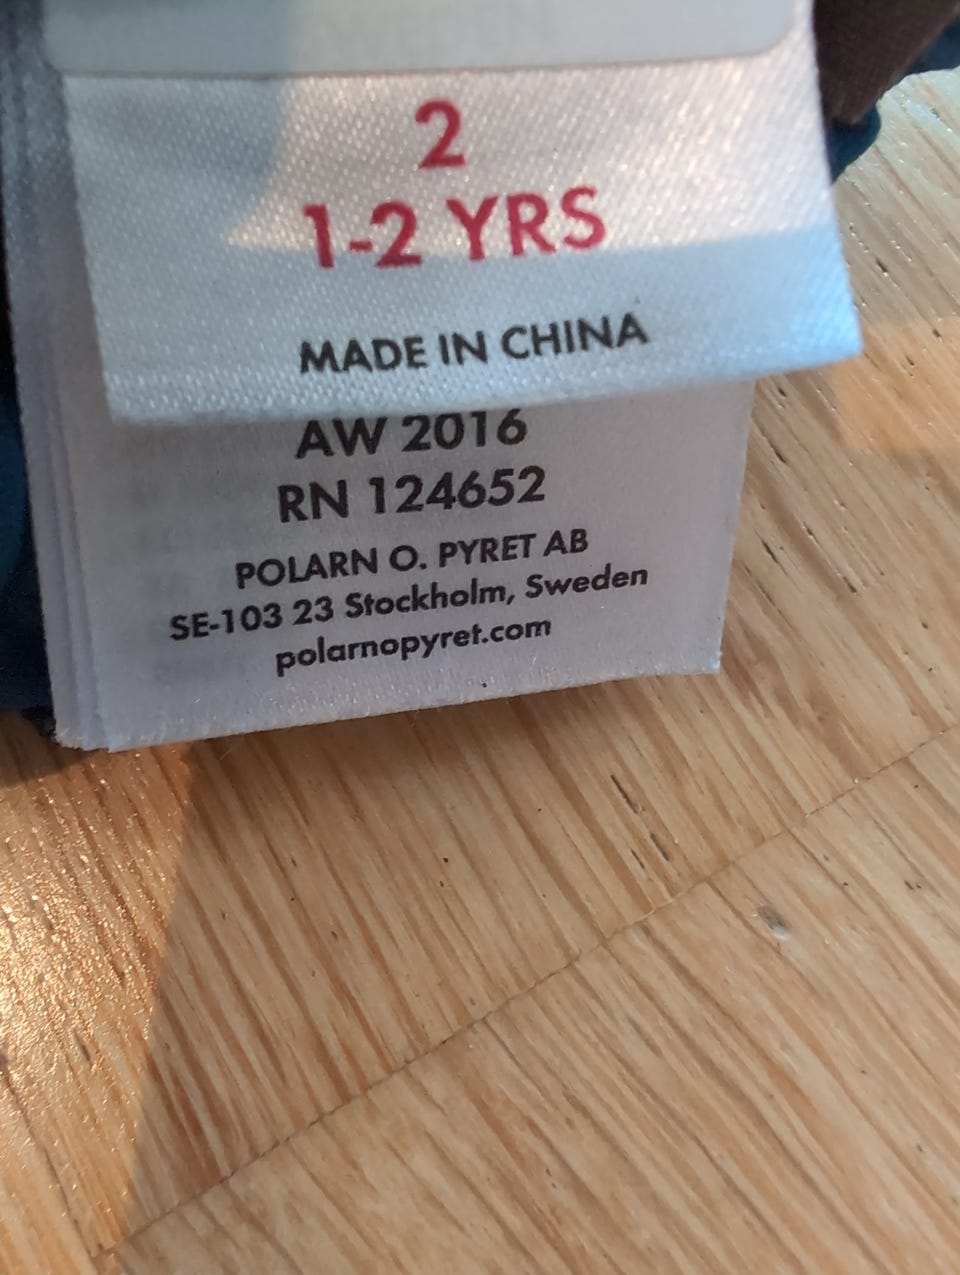 2
1-2 YRS
MADE IN CHINA
AW 2016
RN 124652
POLARN O. PYRET AB
SE-103 23 Stockholm, Sweden
polarnopyret.com